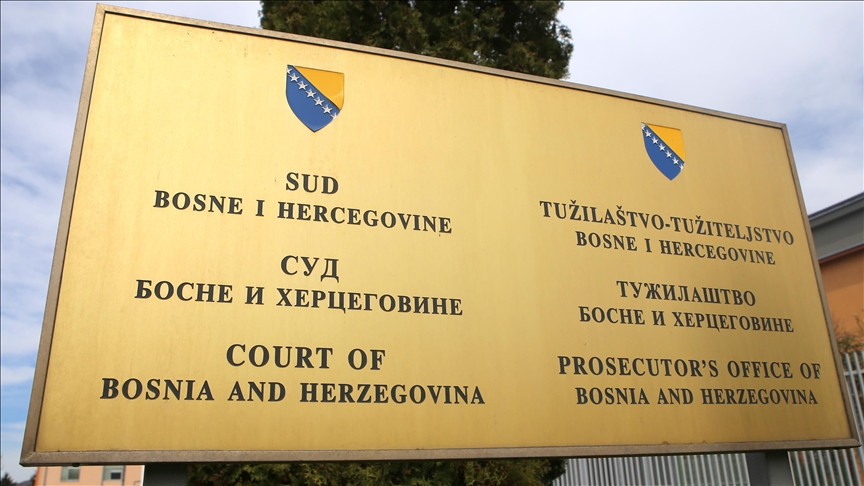 SUD
BOSNE I HERCEGOVINE
СУД
БОСНЕ И ХЕРЦЕГОВИНЕ
COURT OF
BOSNIA AND HERZEGOVINA
TUŽILAŠTVO-TUŽITELJSTVO
BOSNE I HERCEGOVINE
ТУЖИЛАШТВО
БОСНЕ И ХЕРЦЕГОВИНЕ
PROSECUTOR'S OFFICE OF
BOSNIA AND HERZEGOVINA